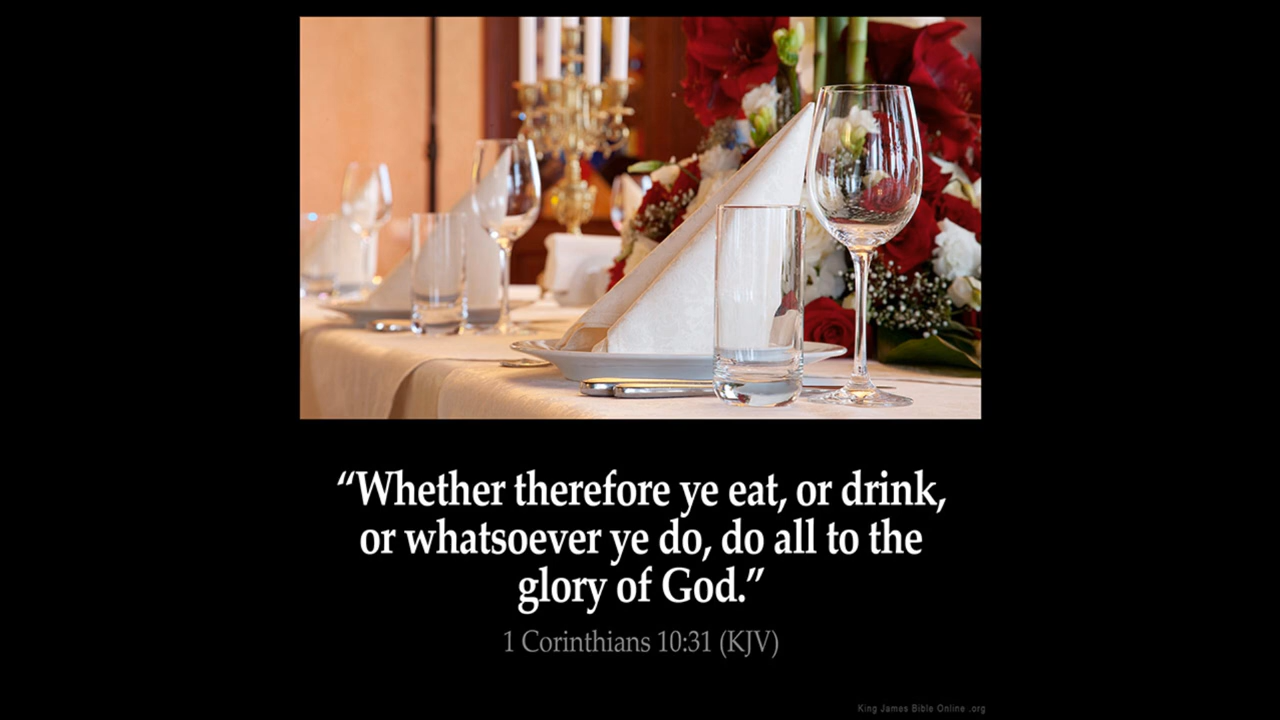 “Whether therefore ye eat, or drink,
or whatsoever ye do, do all to the
glory of God.”
1 Corinthians 10:31 (KJV)
King James Bible Online .org